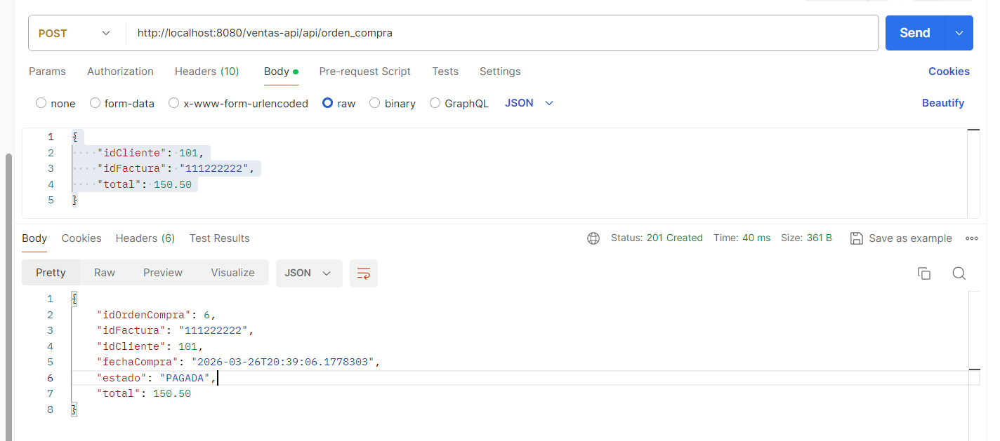 POST http://localhost:8080/ventas-api/api/orden_compra Send
Params Authorization Headers (10) Body Pre-request Script Tests Settings Cookies
none form-data x-www-form-urlencoded raw binary GraphQL JSON Beautify
1 {
2 "idCliente": 101,
3 "idFactura": "111222222",
4 "total": 150.50
5 }
Body Cookies Headers (6) Test Results Status: 201 Created Time: 40 ms Size: 361 B Save as example
Pretty Raw Preview Visualize JSON
1 {
2 "idOrdenCompra": 6,
3 "idFactura": "111222222",
4 "idCliente": 101,
5 "fechaCompra": "2026-03-26T20:39:06.1778303",
6 "estado": "PAGADA",
7 "total": 150.50
8 }